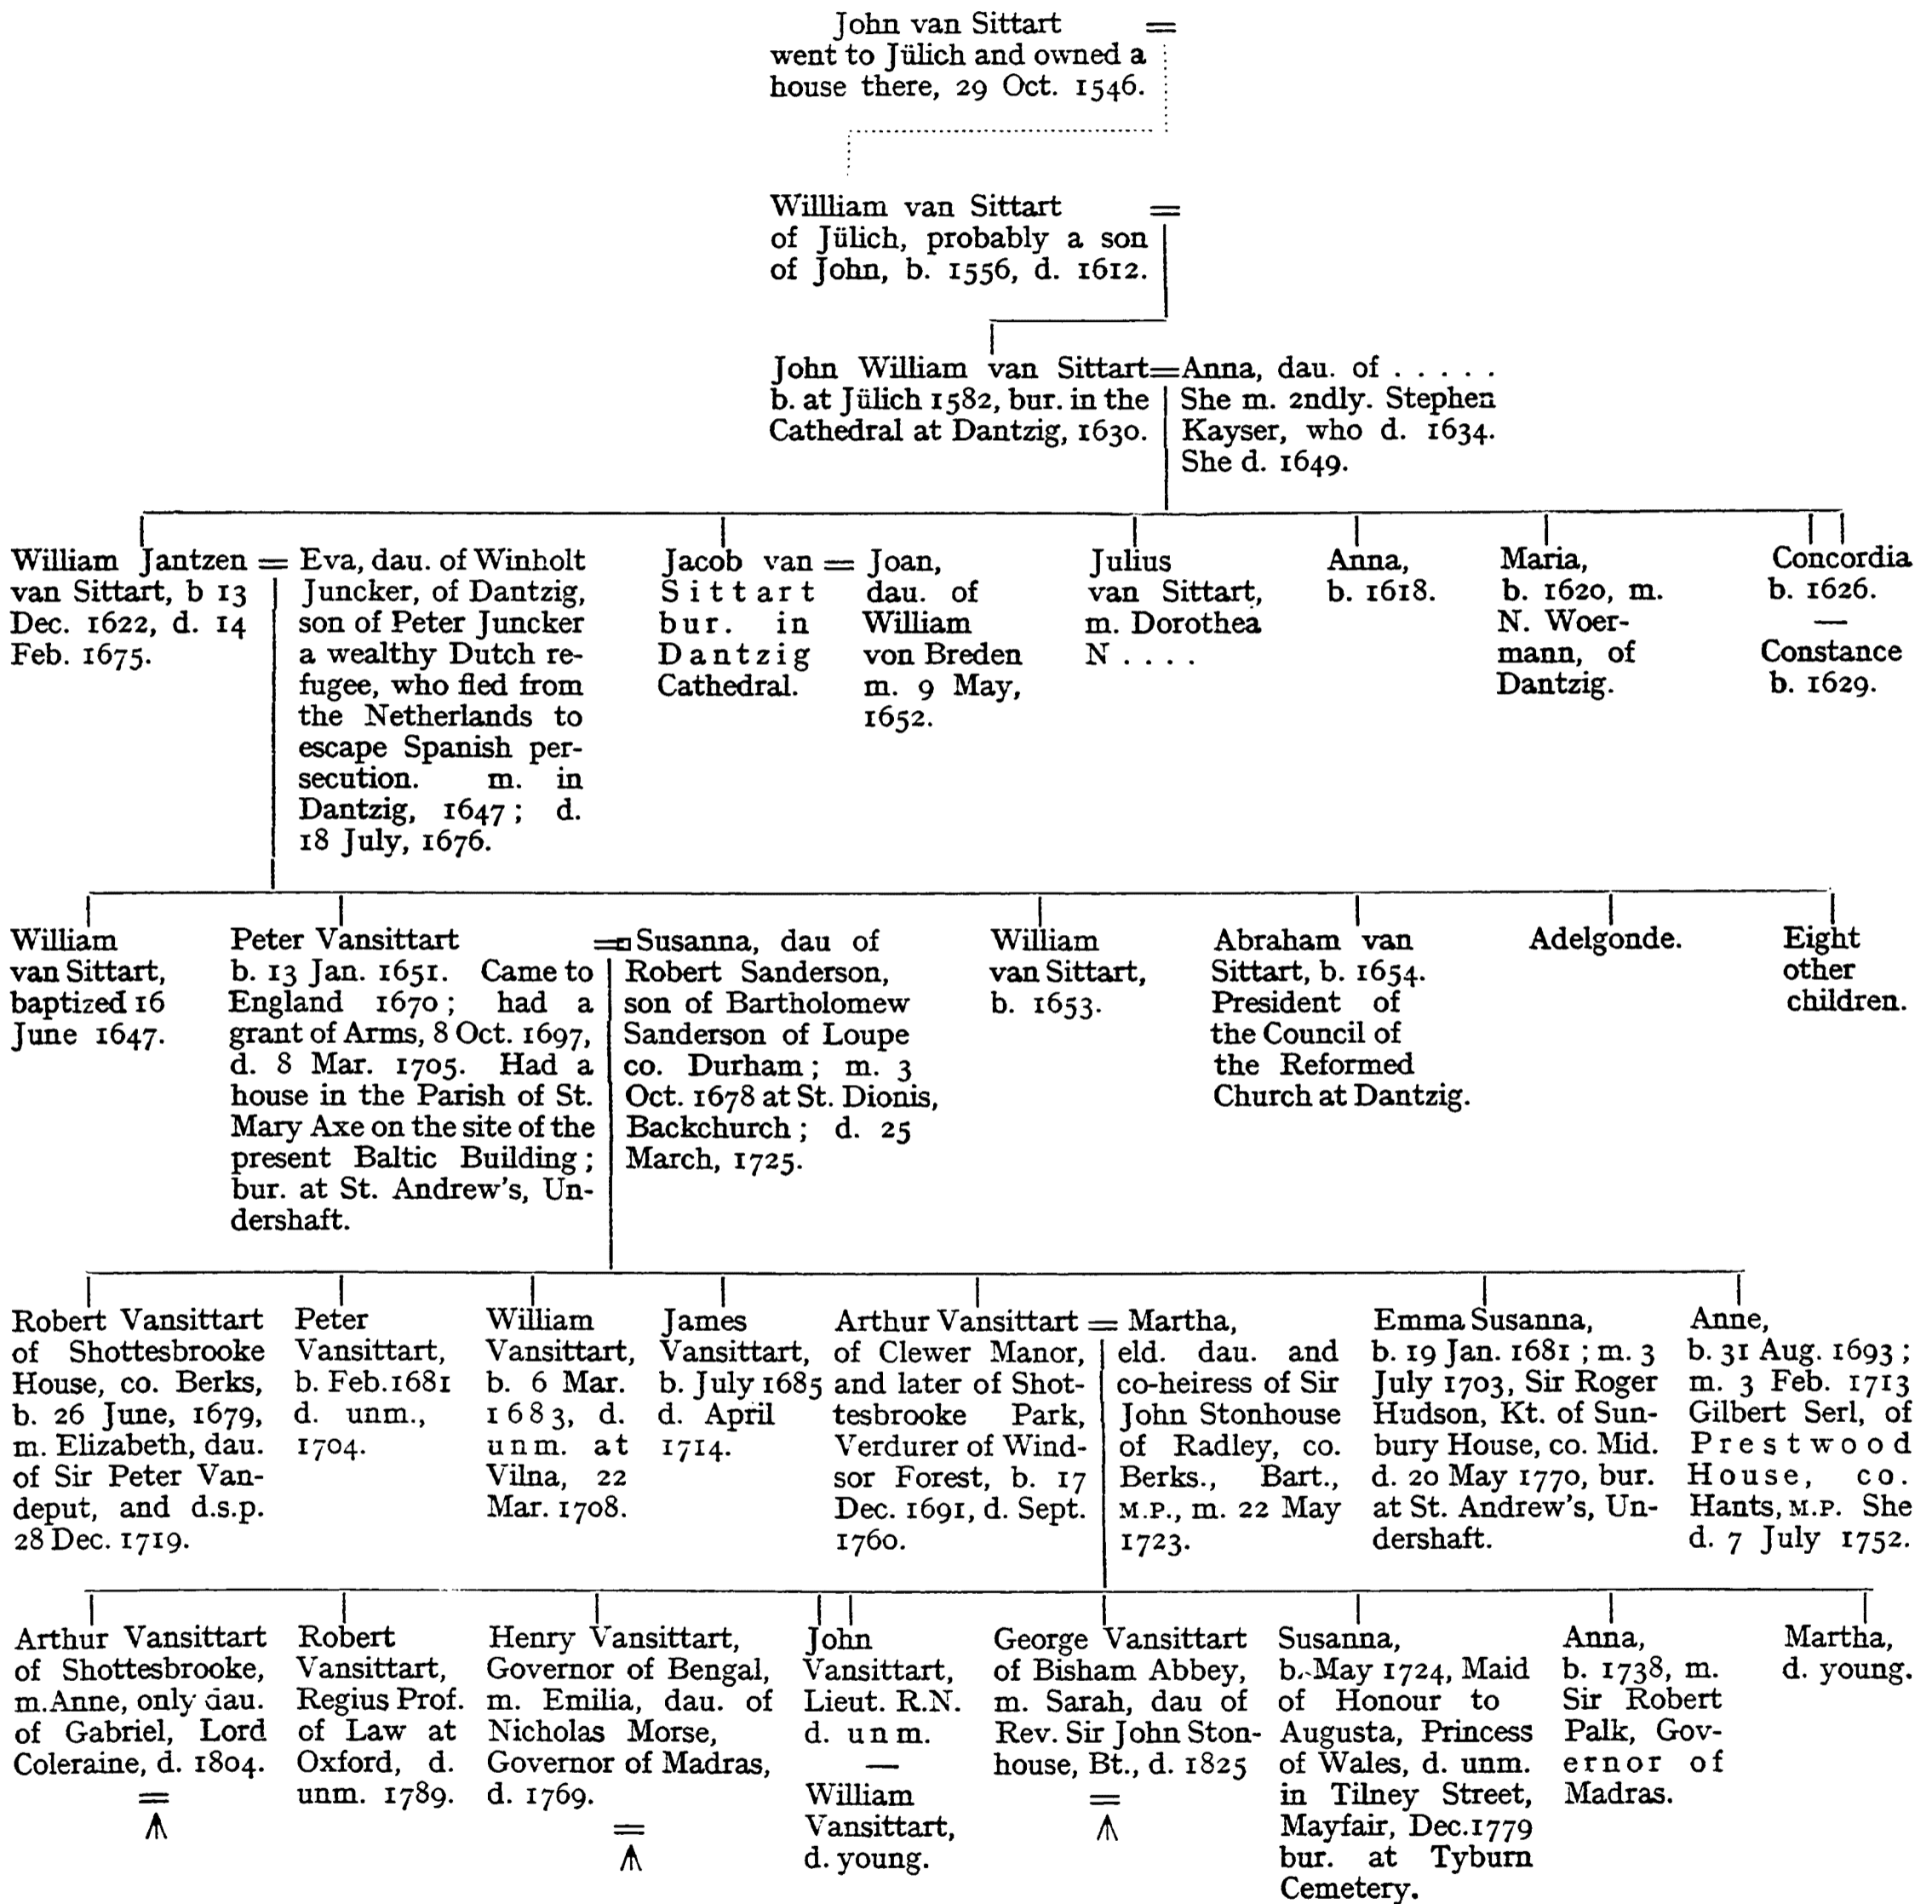 John van Sittart =
went to Jülich and owned a
house there, 29 Oct. 1546.
Willliam van Sittart =
of Jülich, probably a son
of John, b. 1556, d. 1612.
John William van Sittart=
b. at Jülich 1582, bur. in the
Cathedral at Dantzig, 1630.
Anna, dau. of . . . . .
She m. 2ndly. Stephen
Kayser, who d. 1634.
She d. 1649.
William Jantzen =
van Sittart, b 13
Dec. 1622, d. 14
Feb. 1675.
Eva, dau. of Winholt
Juncker, of Dantzig,
son of Peter Juncker
a wealthy Dutch re-
fugee, who fled from
the Netherlands to
escape Spanish per-
secution. m. in
Dantzig, 1647 ; d.
18 July, 1676.
Jacob van =
Sittart
bur. in
Dantzig
Cathedral.
Joan,
dau. of
William
von Breden
m. 9 May,
1652.
Julius
van Sittart,
m. Dorothea
N . . . .
Anna,
b. 1618.
Maria,
b. 1620, m.
N. Woer-
mann, of
Dantzig.
Concordia
b. 1626.
—
Constance
b. 1629.
William
van Sittart,
baptized 16
June 1647.
Peter Vansittart =
b. 13 Jan. 1651. Came to
England 1670 ; had a
grant of Arms, 8 Oct. 1697,
d. 8 Mar. 1705. Had a
house in the Parish of St.
Mary Axe on the site of the
present Baltic Building ;
bur. at St. Andrew's, Un-
dershaft.
Susanna, dau of
Robert Sanderson,
son of Bartholomew
Sanderson of Loupe
co. Durham ; m. 3
Oct. 1678 at St. Dionis,
Backchurch ; d. 25
March, 1725.
William
van Sittart,
b. 1653.
Abraham van
Sittart, b. 1654.
President of
the Council of
the Reformed
Church at Dantzig.
Adelgonde.
Eight
other
children.
Robert Vansittart
of Shottesbrooke
House, co. Berks,
b. 26 June, 1679,
m. Elizabeth, dau.
of Sir Peter Van-
deput, and d.s.p.
28 Dec. 1719.
Peter
Vansittart,
b. Feb. 1681
d. unm.,
1704.
William
Vansittart,
b. 6 Mar.
1683, d.
unm. at
Vilna, 22
Mar. 1708.
James
Vansittart,
b. July 1685
d. April
1714.
Arthur Vansittart =
of Clewer Manor,
and later of Shot-
tesbrooke Park,
Verdurer of Wind-
sor Forest, b. 17
Dec. 1691, d. Sept.
1760.
Martha,
eld. dau. and
co-heiress of Sir
John Stonhouse
of Radley, co.
Berks., Bart.,
M.P., m. 22 May
1723.
Emma Susanna,
b. 19 Jan. 1681 ; m. 3
July 1703, Sir Roger
Hudson, Kt. of Sun-
bury House, co. Mid.
d. 20 May 1770, bur.
at St. Andrew's, Un-
dershaft.
Anne,
b. 31 Aug. 1693 ;
m. 3 Feb. 1713
Gilbert Serl, of
Prestwood
House, co.
Hants, M.P. She
d. 7 July 1752.
Arthur Vansittart
of Shottesbrooke,
m. Anne, only dau.
of Gabriel, Lord
Coleraine, d. 1804.
=
Robert
Vansittart,
Regius Prof.
of Law at
Oxford, d.
unm. 1789.
Henry Vansittart,
Governor of Bengal,
m. Emilia, dau. of
Nicholas Morse,
Governor of Madras,
d. 1769.
=
John
Vansittart,
Lieut. R.N.
d. unm.
—
William
Vansittart,
d. young.
George Vansittart
of Bisham Abbey,
m. Sarah, dau of
Rev. Sir John Ston-
house, Bt., d. 1825
=
Susanna,
b. May 1724, Maid
of Honour to
Augusta, Princess
of Wales, d. unm.
in Tilney Street,
Mayfair, Dec. 1779
bur. at Tyburn
Cemetery.
Anna,
b. 1738, m.
Sir Robert
Palk, Gov-
ernor of
Madras.
Martha,
d. young.